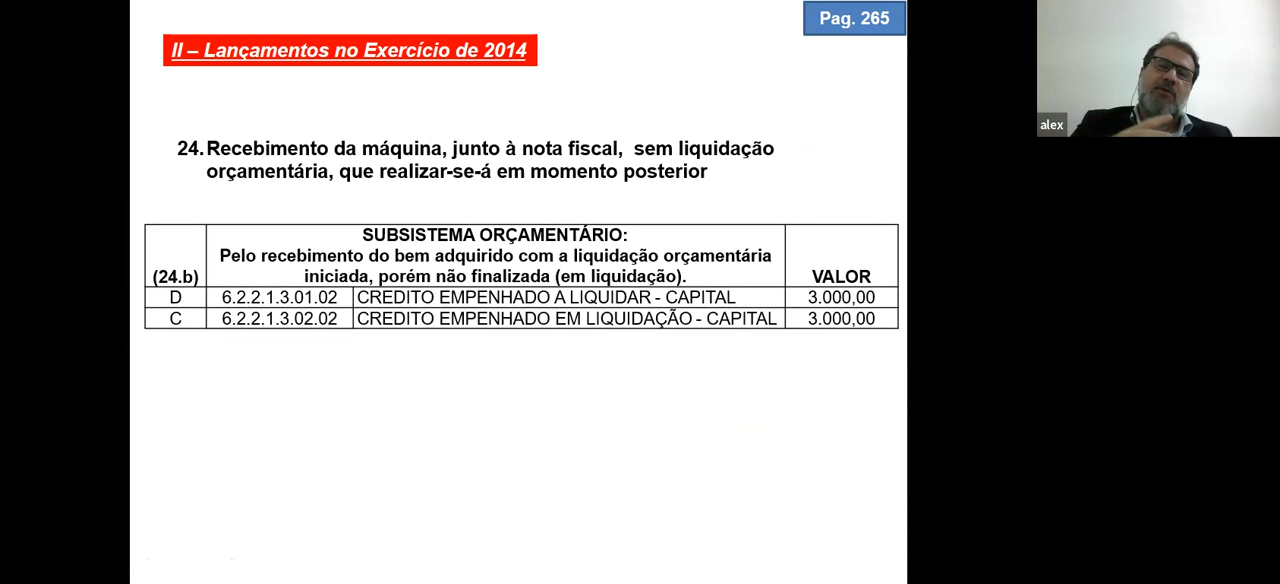 Pag. 265
II – Lançamentos no Exercício de 2014
24. Recebimento da máquina, junto à nota fiscal, sem liquidação
orçamentária, que realizar-se-á em momento posterior
SUBSISTEMA ORÇAMENTÁRIO:
Pelo recebimento do bem adquirido com a liquidação orçamentária
(24.b) iniciada, porém não finalizada (em liquidação). VALOR
D 6.2.2.1.3.01.02 CREDITO EMPENHADO A LIQUIDAR - CAPITAL 3.000,00
C 6.2.2.1.3.02.02 CREDITO EMPENHADO EM LIQUIDAÇÃO - CAPITAL 3.000,00
alex